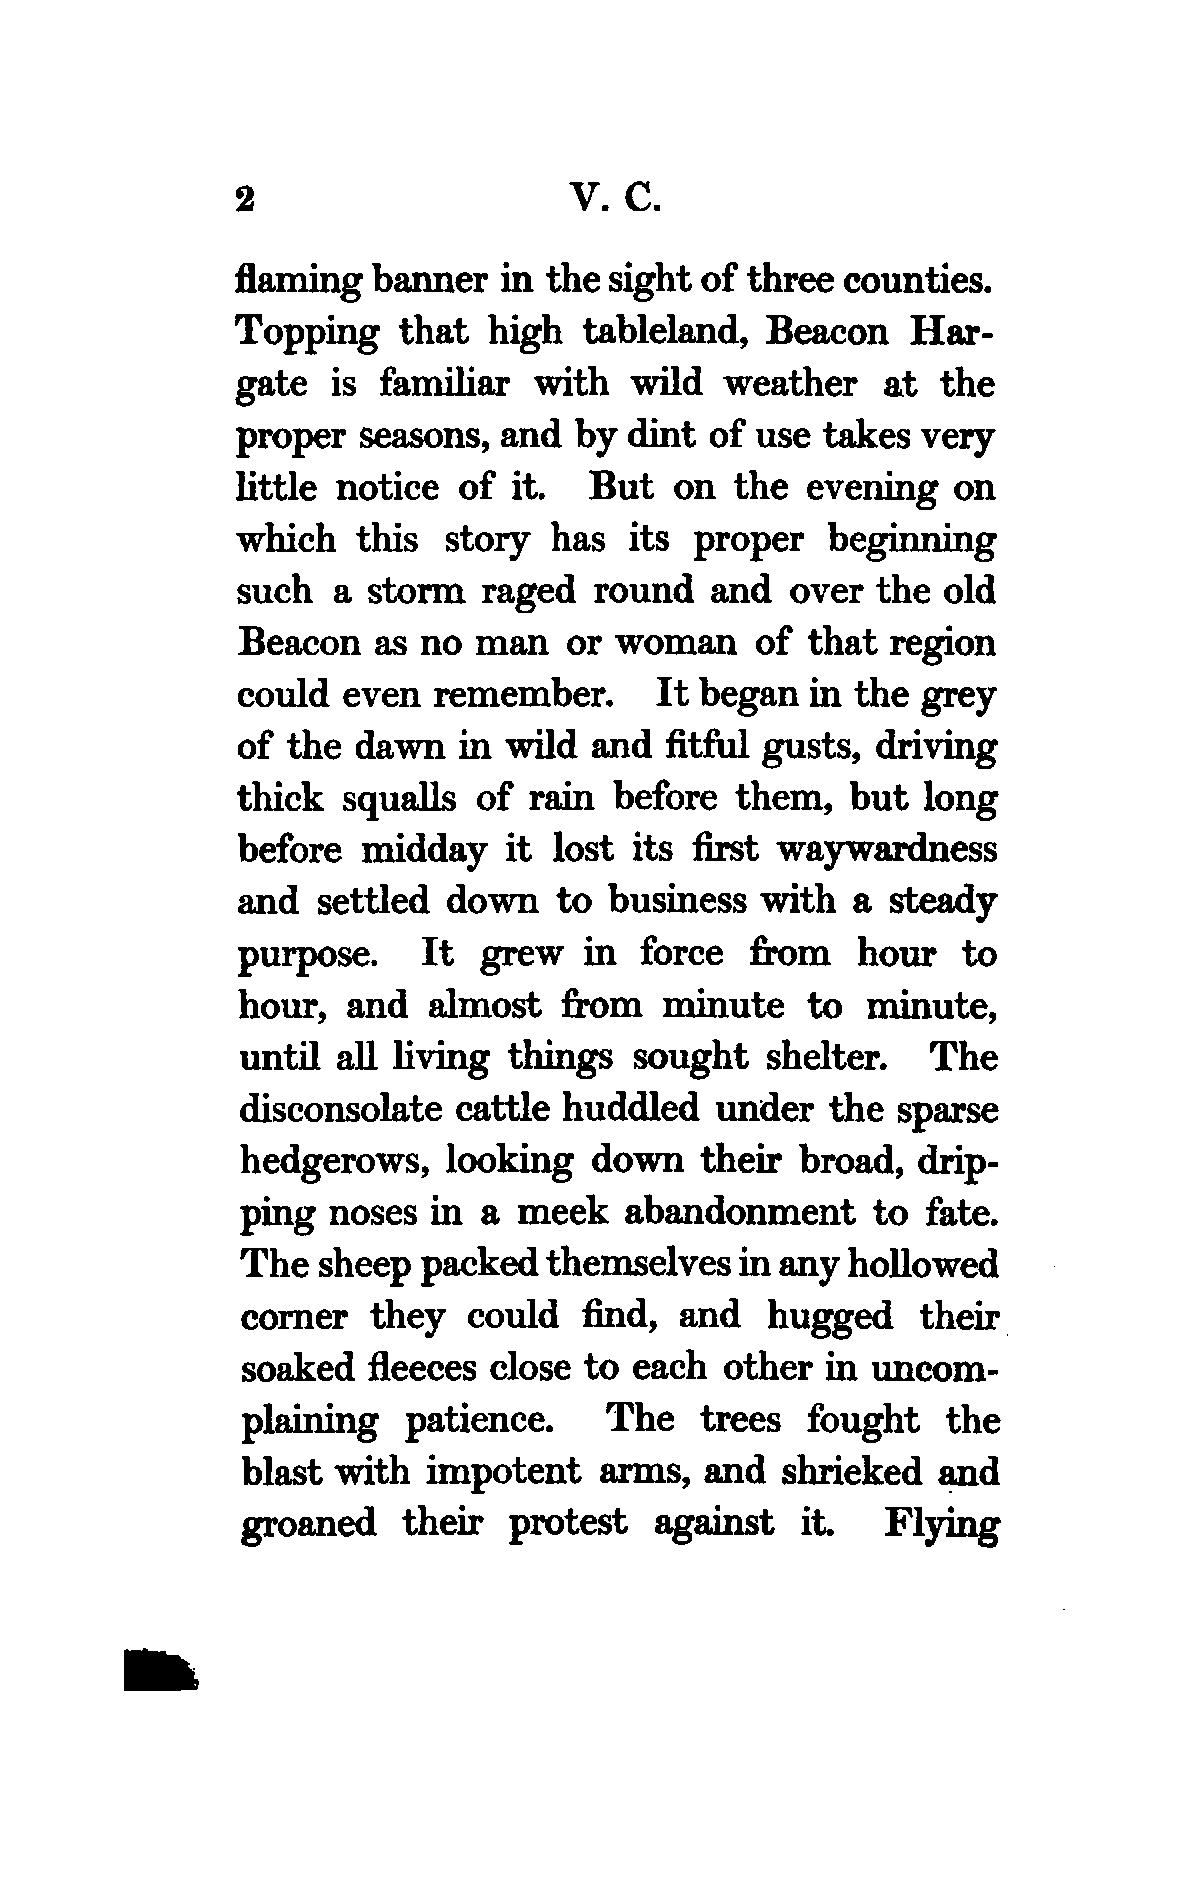 2 V. C.
flaming banner in the sight of three counties.
Topping that high tableland, Beacon Har-
gate is familiar with wild weather at the
proper seasons, and by dint of use takes very
little notice of it. But on the evening on
which this story has its proper beginning
such a storm raged round and over the old
Beacon as no man or woman of that region
could even remember. It began in the grey
of the dawn in wild and fitful gusts, driving
thick squalls of rain before them, but long
before midday it lost its first waywardness
and settled down to business with a steady
purpose. It grew in force from hour to
hour, and almost from minute to minute,
until all living things sought shelter. The
disconsolate cattle huddled under the sparse
hedgerows, looking down their broad, drip-
ping noses in a meek abandonment to fate.
The sheep packed themselves in any hollowed
corner they could find, and hugged their
soaked fleeces close to each other in uncom-
plaining patience. The trees fought the
blast with impotent arms, and shrieked and
groaned their protest against it. Flying